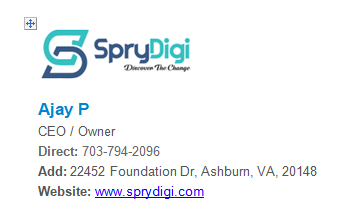 SpryDigi
Discover The Change
Ajay P
CEO / Owner
Direct: 703-794-2096
Add: 22452 Foundation Dr, Ashburn, VA, 20148
Website: www.sprydigi.com